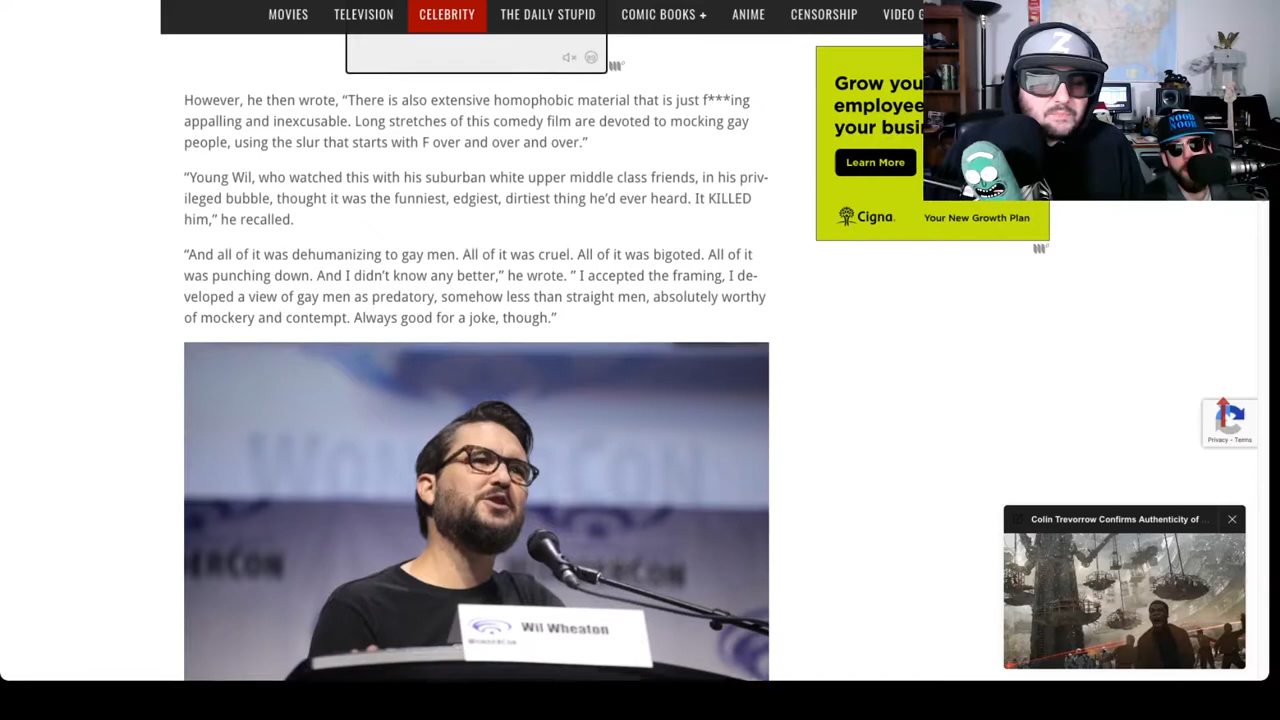 MOVIES TELEVISION CELEBRITY THE DAILY STUPID COMIC BOOKS + ANIME CENSORSHIP VIDEO G
However, he then wrote, “There is also extensive homophobic material that is just f***ing
appalling and inexcusable. Long stretches of this comedy film are devoted to mocking gay
people, using the slur that starts with F over and over and over.”
“Young Wil, who watched this with his suburban white upper middle class friends, in his priv-
ileged bubble, thought it was the funniest, edgiest, dirtiest thing he’d ever heard. It KILLED
him,” he recalled.
“And all of it was dehumanizing to gay men. All of it was cruel. All of it was bigoted. All of it
was punching down. And I didn’t know any better,” he wrote. ” I accepted the framing, I de-
veloped a view of gay men as predatory, somehow less than straight men, absolutely worthy
of mockery and contempt. Always good for a joke, though.”
Grow you
employee
your busi
Learn More
Cigna
Your New Growth Plan
Z
NOOB
NOOB
Privacy - Terms
Colin Trevorrow Confirms Authenticity of ...
WONDERCON
DERCON
Wil Wheaton